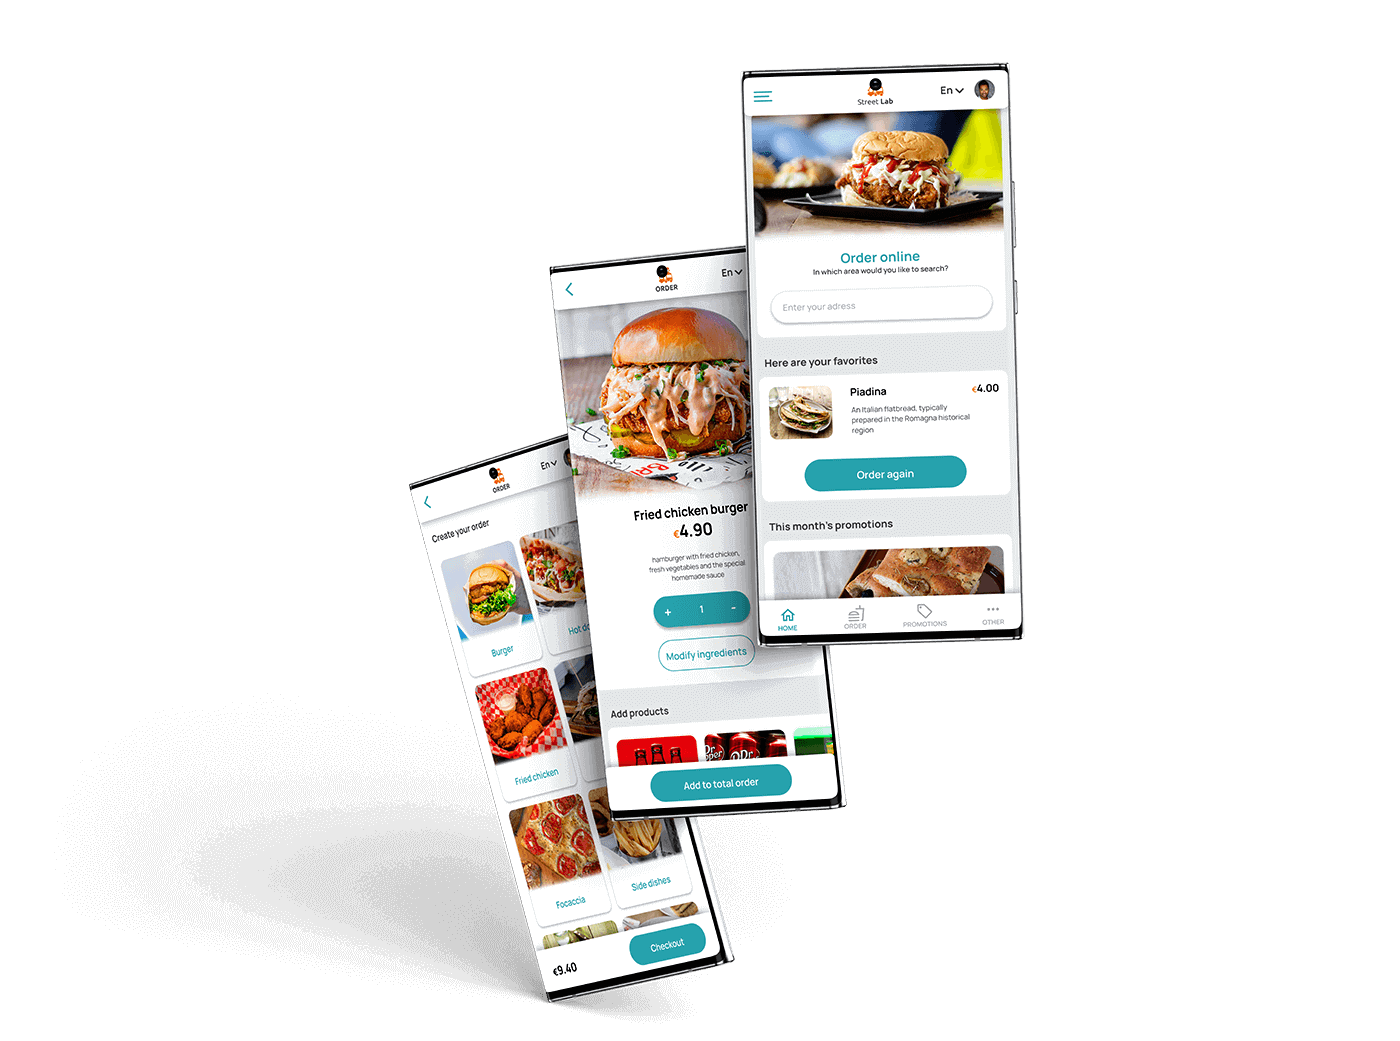 Street Lab
En
Order online
In which area would you like to search?
Enter your adress
Here are your favorites
Piadina
€4.00
An Italian flatbread, typically
prepared in the Romagna historical
region
Order again
This month's promotions
HOME
ORDER
PROMOTIONS
OTHER
ORDER
En
Fried chicken burger
€4.90
hamburger with fried chicken,
fresh vegetables and the special
homemade sauce
+ 1 -
Modify ingredients
Add products
Dr
pper
Dr
Add to total order
ORDER
En
Create your order
Burger
Hot do
Fried chicken
Focaccia
Side dishes
€9.40
Checkout